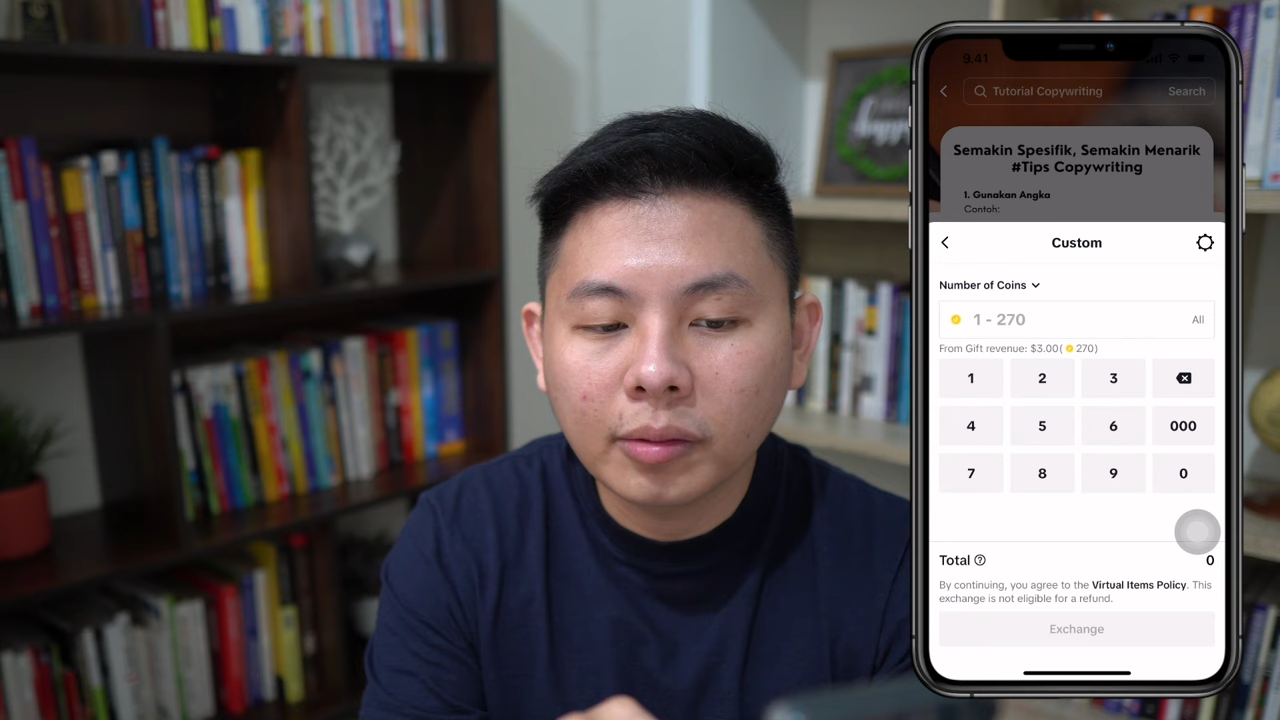 9.41
Tutorial Copywriting
Search
Semakin Spesifik, Semakin Menarik
#Tips Copywriting
1. Gunakan Angka
Contoh:
Custom
Number of Coins
1 - 270
All
From Gift revenue: $3.00( 270)
1
2
3
4
5
6
000
7
8
9
0
Total
0
By continuing, you agree to the Virtual Items Policy. This
exchange is not eligible for a refund.
Exchange